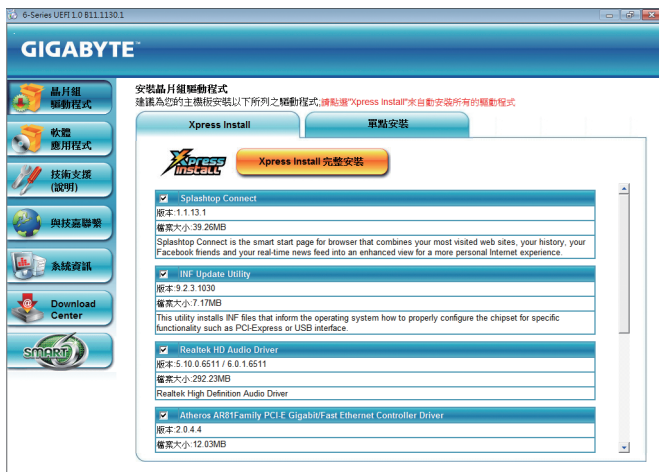 6-Series UEFI 1.0 B11.1130.1
GIGABYTE™
晶片組
驅動程式
軟體
應用程式
技術支援
(說明)
與技嘉聯繫
系統資訊
Download
Center
SMART 6
安裝晶片組驅動程式
建議為您的主機板安裝以下所列之驅動程式;請點選"Xpress Install"來自動安裝所有的驅動程式
Xpress Install
單點安裝
Xpress
Install
Xpress Install 完整安裝
Splashtop Connect
版本:1.1.13.1
檔案大小:39.26MB
Splashtop Connect is the smart start page for browser that combines your most visited web sites, your history, your
Facebook friends and your real-time news feed into an enhanced view for a more personal Internet experience.
INF Update Utility
版本:9.2.3.1030
檔案大小:7.17MB
This utility installs INF files that inform the operating system how to properly configure the chipset for specific
functionality such as PCI-Express or USB interface.
Realtek HD Audio Driver
版本:5.10.0.6511 / 6.0.1.6511
檔案大小:292.23MB
Realtek High Definition Audio Driver
Atheros AR81Family PCI-E Gigabit/Fast Ethernet Controller Driver
版本:2.0.4.4
檔案大小:12.03MB